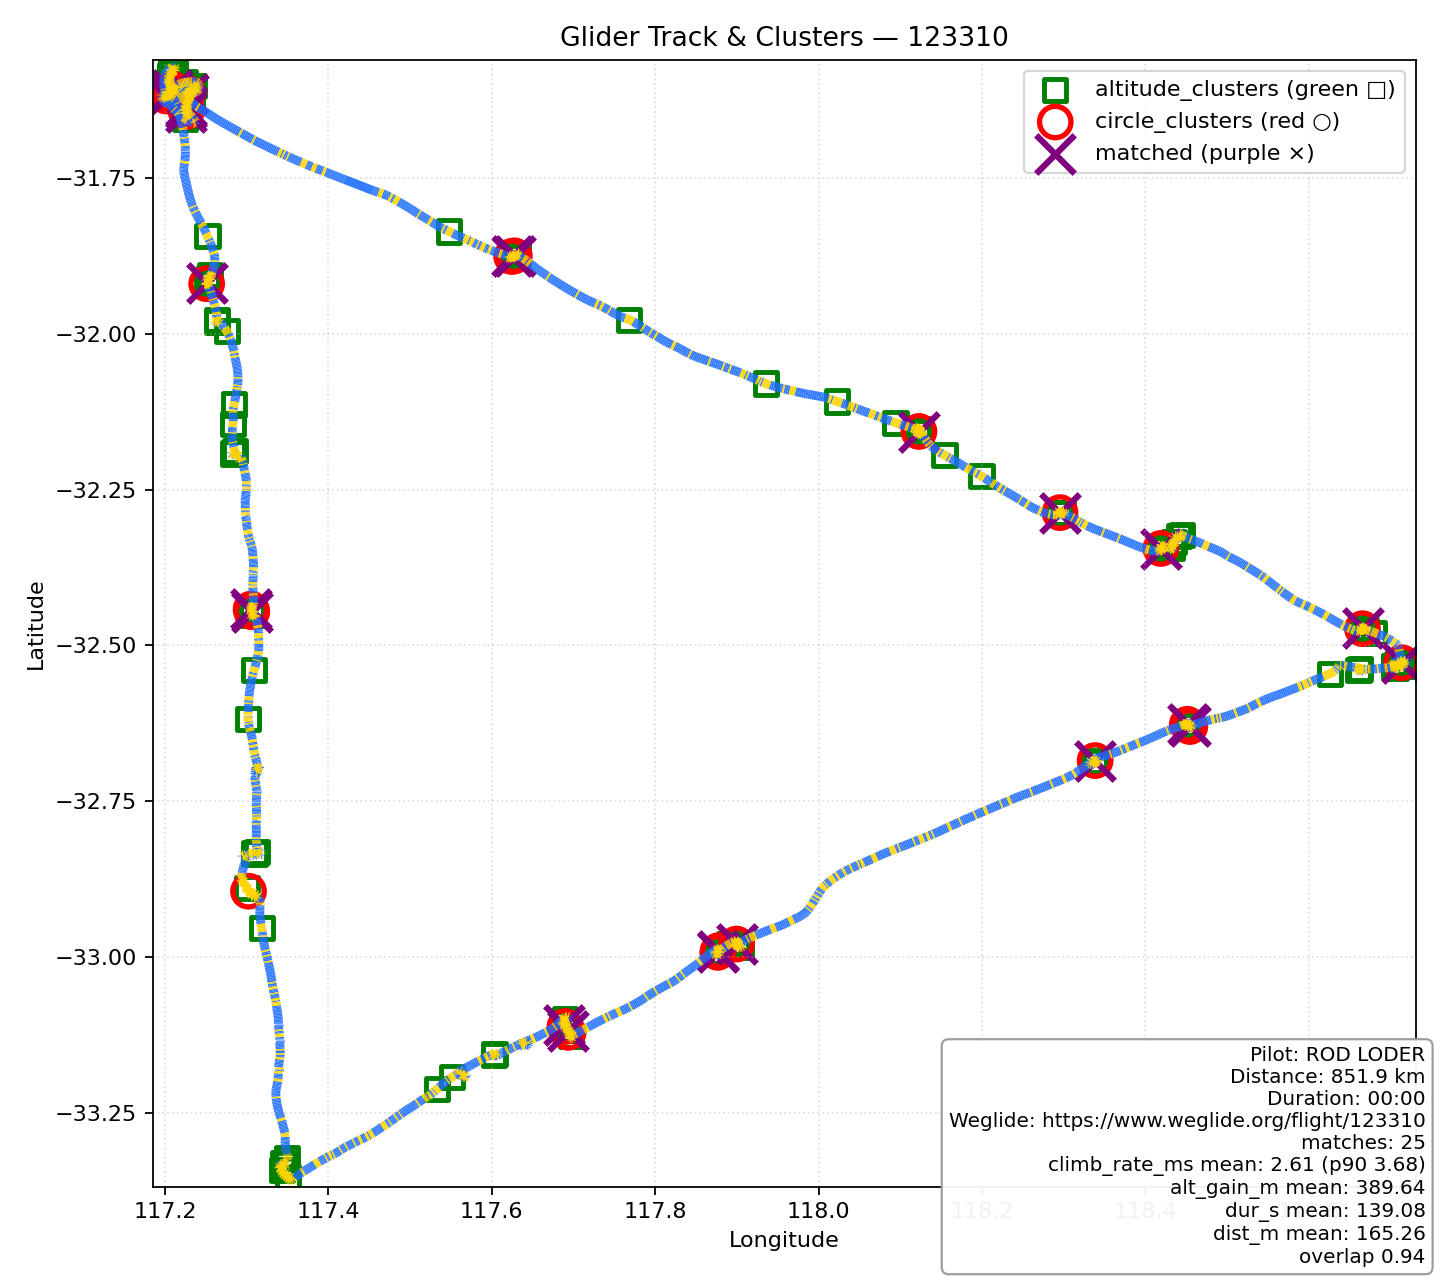 Glider Track & Clusters — 123310
altitude_clusters (green □)
circle_clusters (red ○)
matched (purple ×)
Latitude
−31.75
−32.00
−32.25
−32.50
−32.75
−33.00
−33.25
117.2
117.4
117.6
117.8
118.0
118.2
118.4
Longitude
Pilot: ROD LODER
Distance: 851.9 km
Duration: 00:00
Weglide: https://www.weglide.org/flight/123310
matches: 25
climb_rate_ms mean: 2.61 (p90 3.68)
alt_gain_m mean: 389.64
dur_s mean: 139.08
dist_m mean: 165.26
overlap 0.94